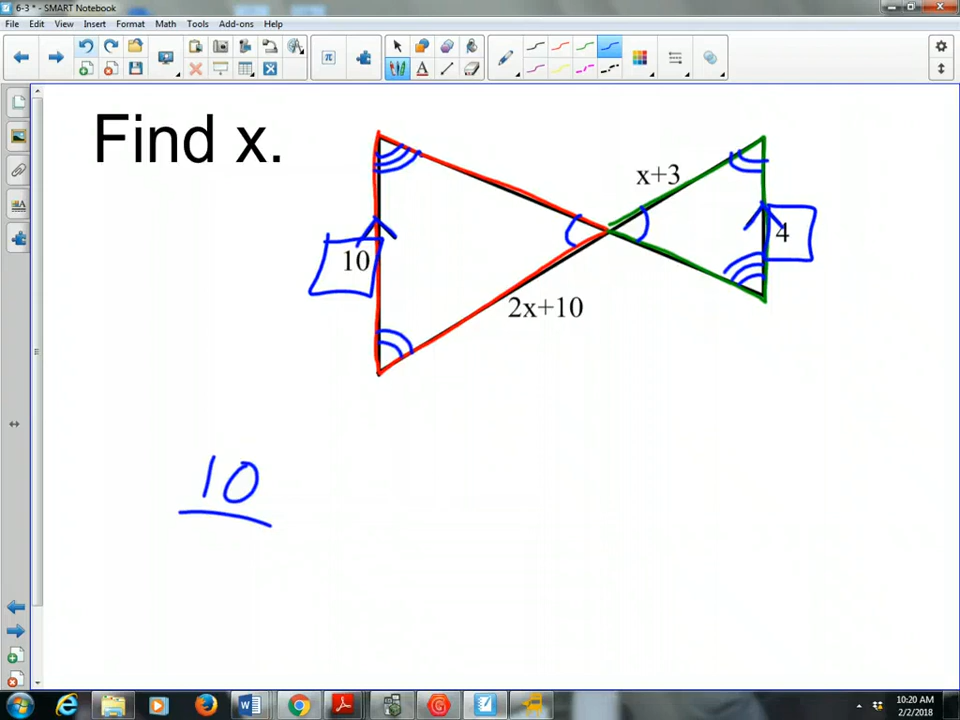 6-3 * - SMART Notebook
File Edit View Insert Format Math Tools Add-ons Help
Find x.
x+3
10
4
2x+10
10
10:20 AM
2/2/2018